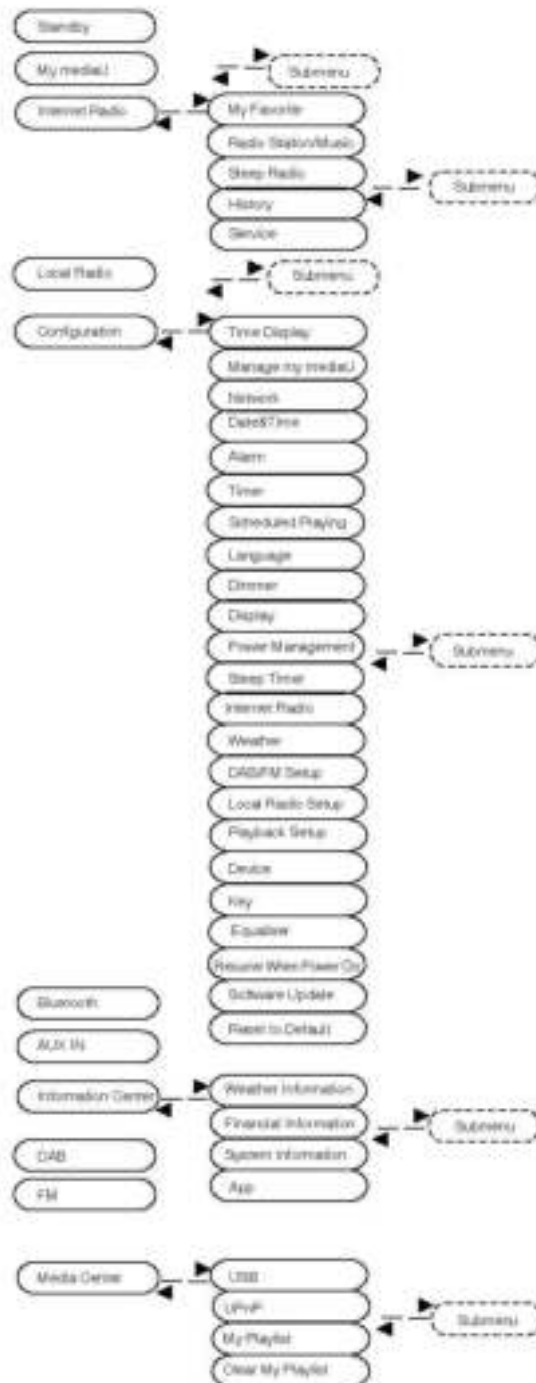 Standby
My mediaU
Submenu
Internet Radio
My Favorite
Radio Station/Music
Sleep Radio
History
Submenu
Service
Local Radio
Submenu
Configuration
Time Display
Manage my mediaU
Network
Date&Time
Alarm
Timer
Scheduled Playing
Language
Dimmer
Display
Power Management
Submenu
Sleep Timer
Internet Radio
Weather
DAB/FM Setup
Local Radio Setup
Playback Setup
Device
Key
Equaliser
Resume When Power On
Software Update
Reset to Default
Bluetooth
AUX IN
Information Center
Weather Information
Financial Information
Submenu
System Information
App
DAB
FM
Media Center
USB
UPnP
My Playlist
Submenu
Clear My Playlist